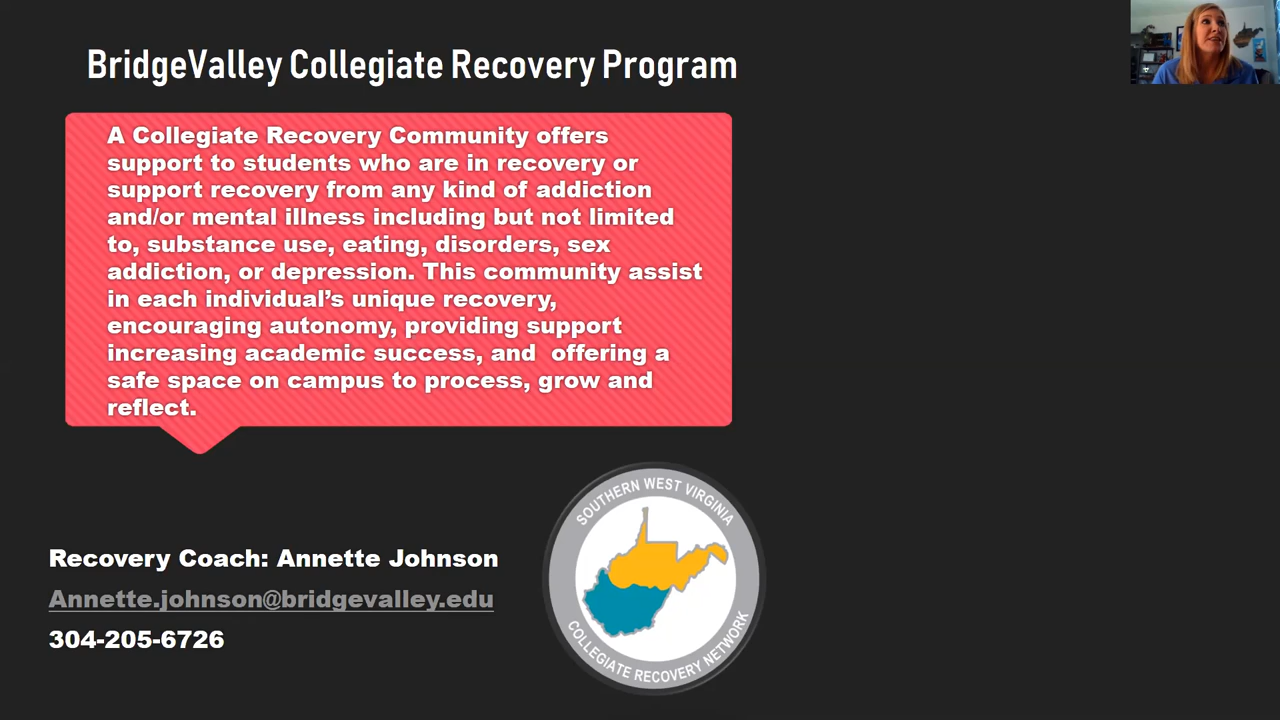 BridgeValley Collegiate Recovery Program
A Collegiate Recovery Community offers
support to students who are in recovery or
support recovery from any kind of addiction
and/or mental illness including but not limited
to, substance use, eating, disorders, sex
addiction, or depression. This community assist
in each individual’s unique recovery,
encouraging autonomy, providing support
increasing academic success, and  offering a
safe space on campus to process, grow and
reflect.
SOUTHERN WEST VIRGINIA
COLLEGIATE RECOVERY NETWORK
Recovery Coach: Annette Johnson
Annette.johnson@bridgevalley.edu
304-205-6726